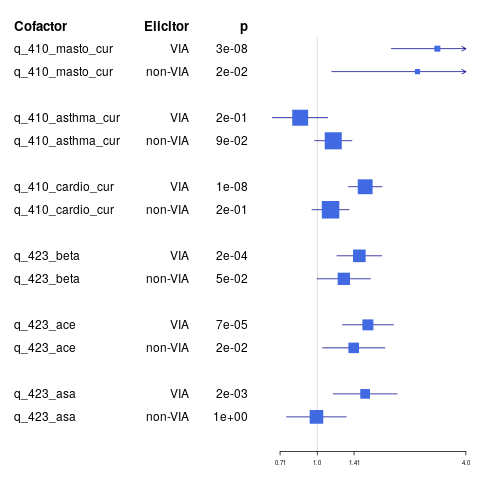 Cofactor Elicitor p
q_410_masto_cur VIA 3e-08
q_410_masto_cur non-VIA 2e-02
q_410_asthma_cur VIA 2e-01
q_410_asthma_cur non-VIA 9e-02
q_410_cardio_cur VIA 1e-08
q_410_cardio_cur non-VIA 2e-01
q_423_beta VIA 2e-04
q_423_beta non-VIA 5e-02
q_423_ace VIA 7e-05
q_423_ace non-VIA 2e-02
q_423_asa VIA 2e-03
q_423_asa non-VIA 1e+00
0.71 1.0 1.41 4.0